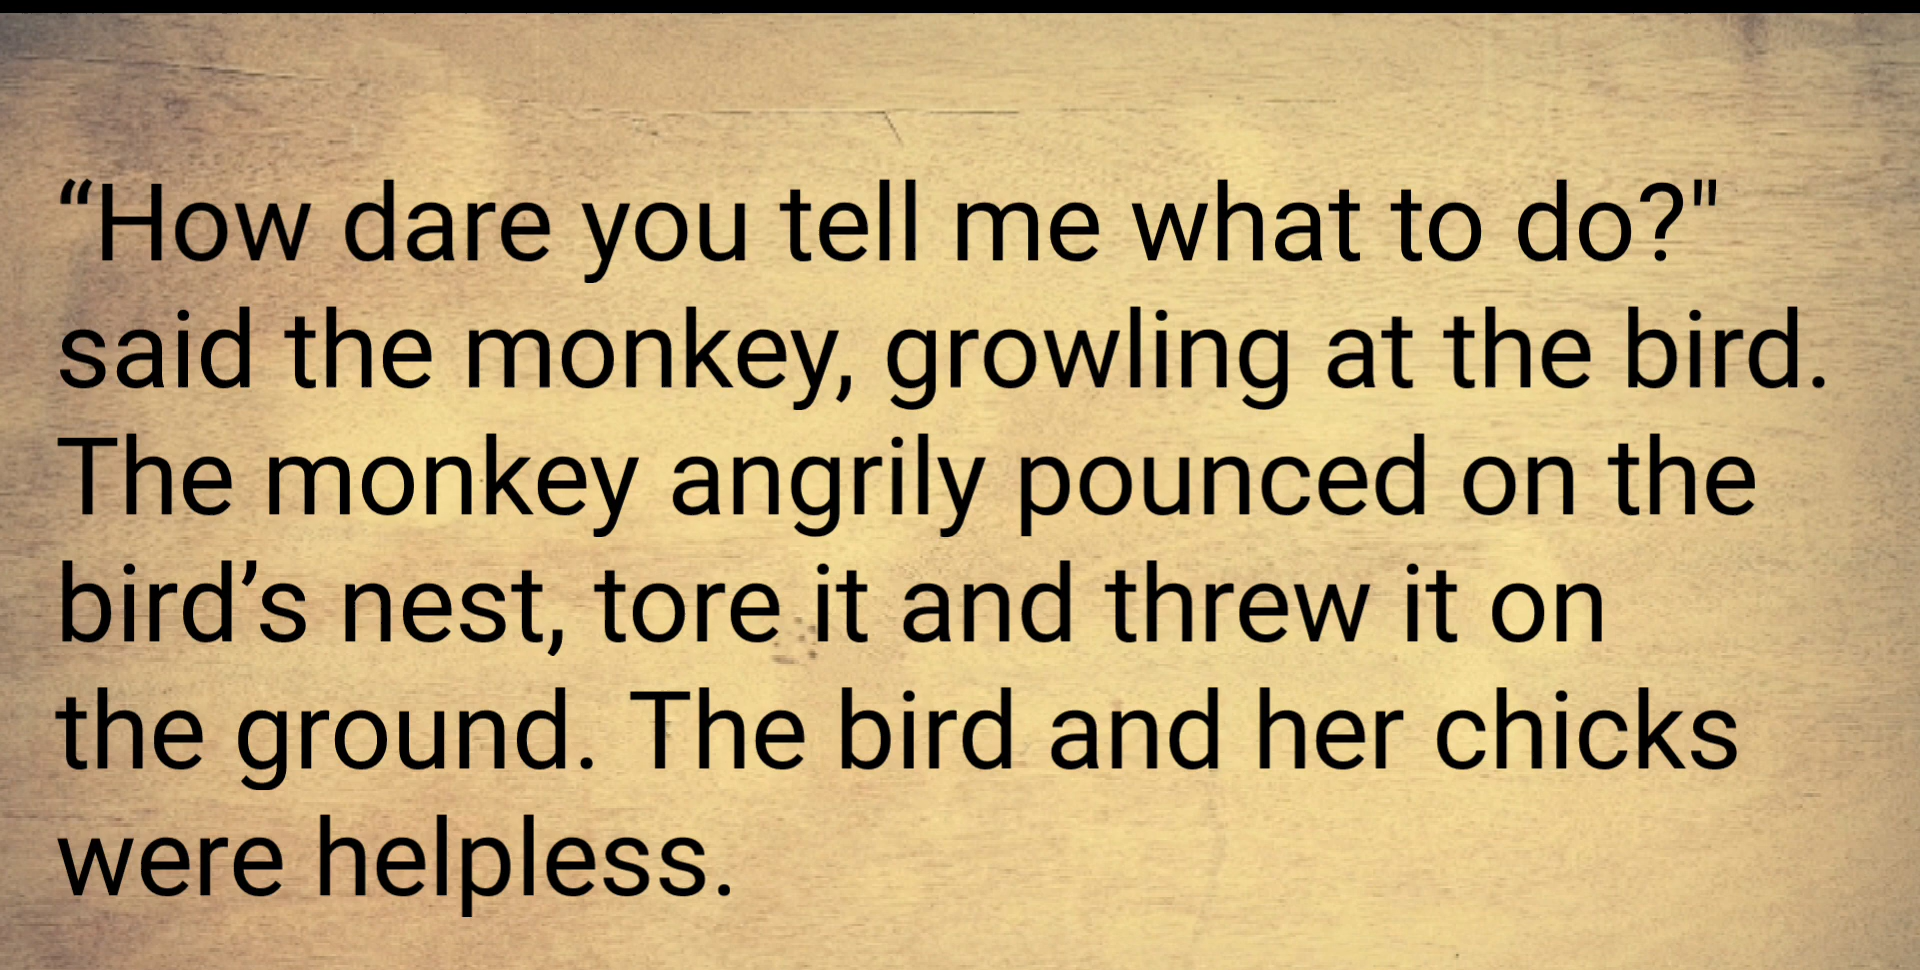 “How dare you tell me what to do?"
said the monkey, growling at the bird.
The monkey angrily pounced on the
bird’s nest, tore it and threw it on
the ground. The bird and her chicks
were helpless.